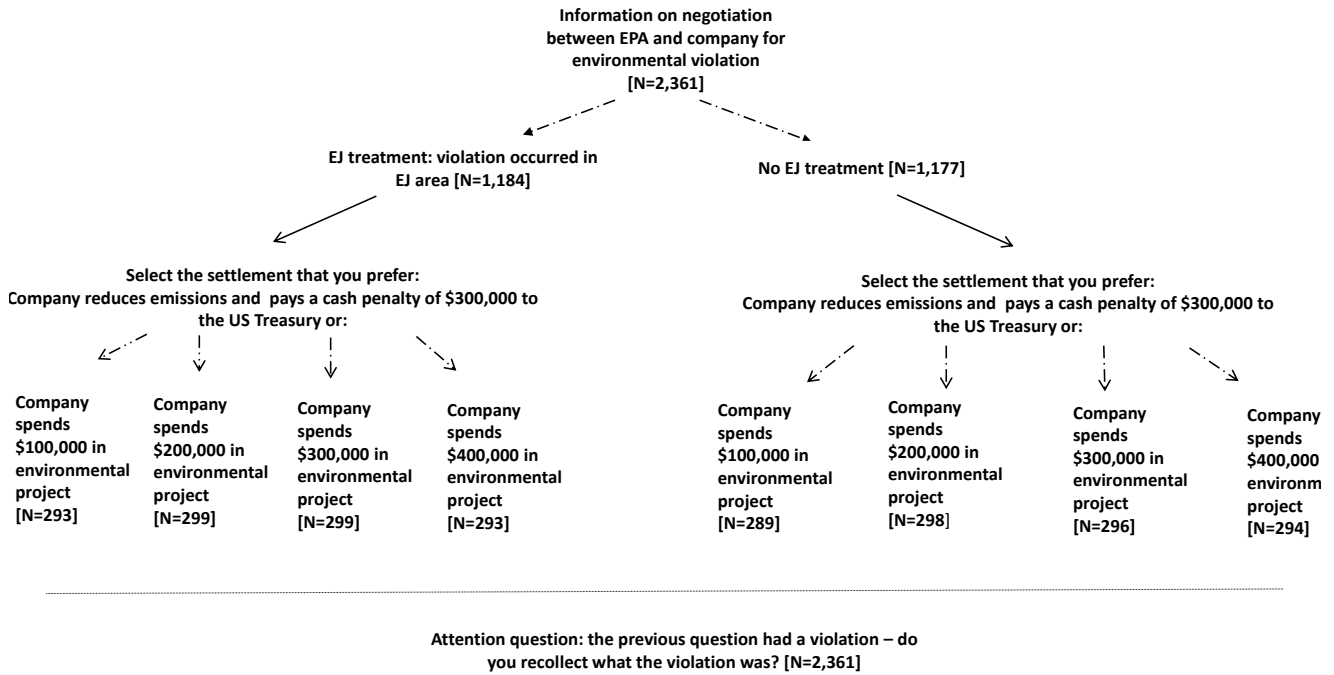 Information on negotiation
between EPA and company for
environmental violation
[N=2,361]
EJ treatment: violation occurred in
EJ area [N=1,184]
No EJ treatment [N=1,177]
Select the settlement that you prefer:
Company reduces emissions and pays a cash penalty of $300,000 to
the US Treasury or:
Select the settlement that you prefer:
Company reduces emissions and pays a cash penalty of $300,000 to
the US Treasury or:
Company
spends
$100,000 in
environmental
project
[N=293]
Company
spends
$200,000 in
environmental
project
[N=299]
Company
spends
$300,000 in
environmental
project
[N=299]
Company
spends
$400,000 in
environmental
project
[N=293]
Company
spends
$100,000 in
environmental
project
[N=289]
Company
spends
$200,000 in
environmental
project
[N=298]
Company
spends
$300,000 in
environmental
project
[N=296]
Company
spends
$400,000
environm
project
[N=294]
Attention question: the previous question had a violation – do
you recollect what the violation was? [N=2,361]